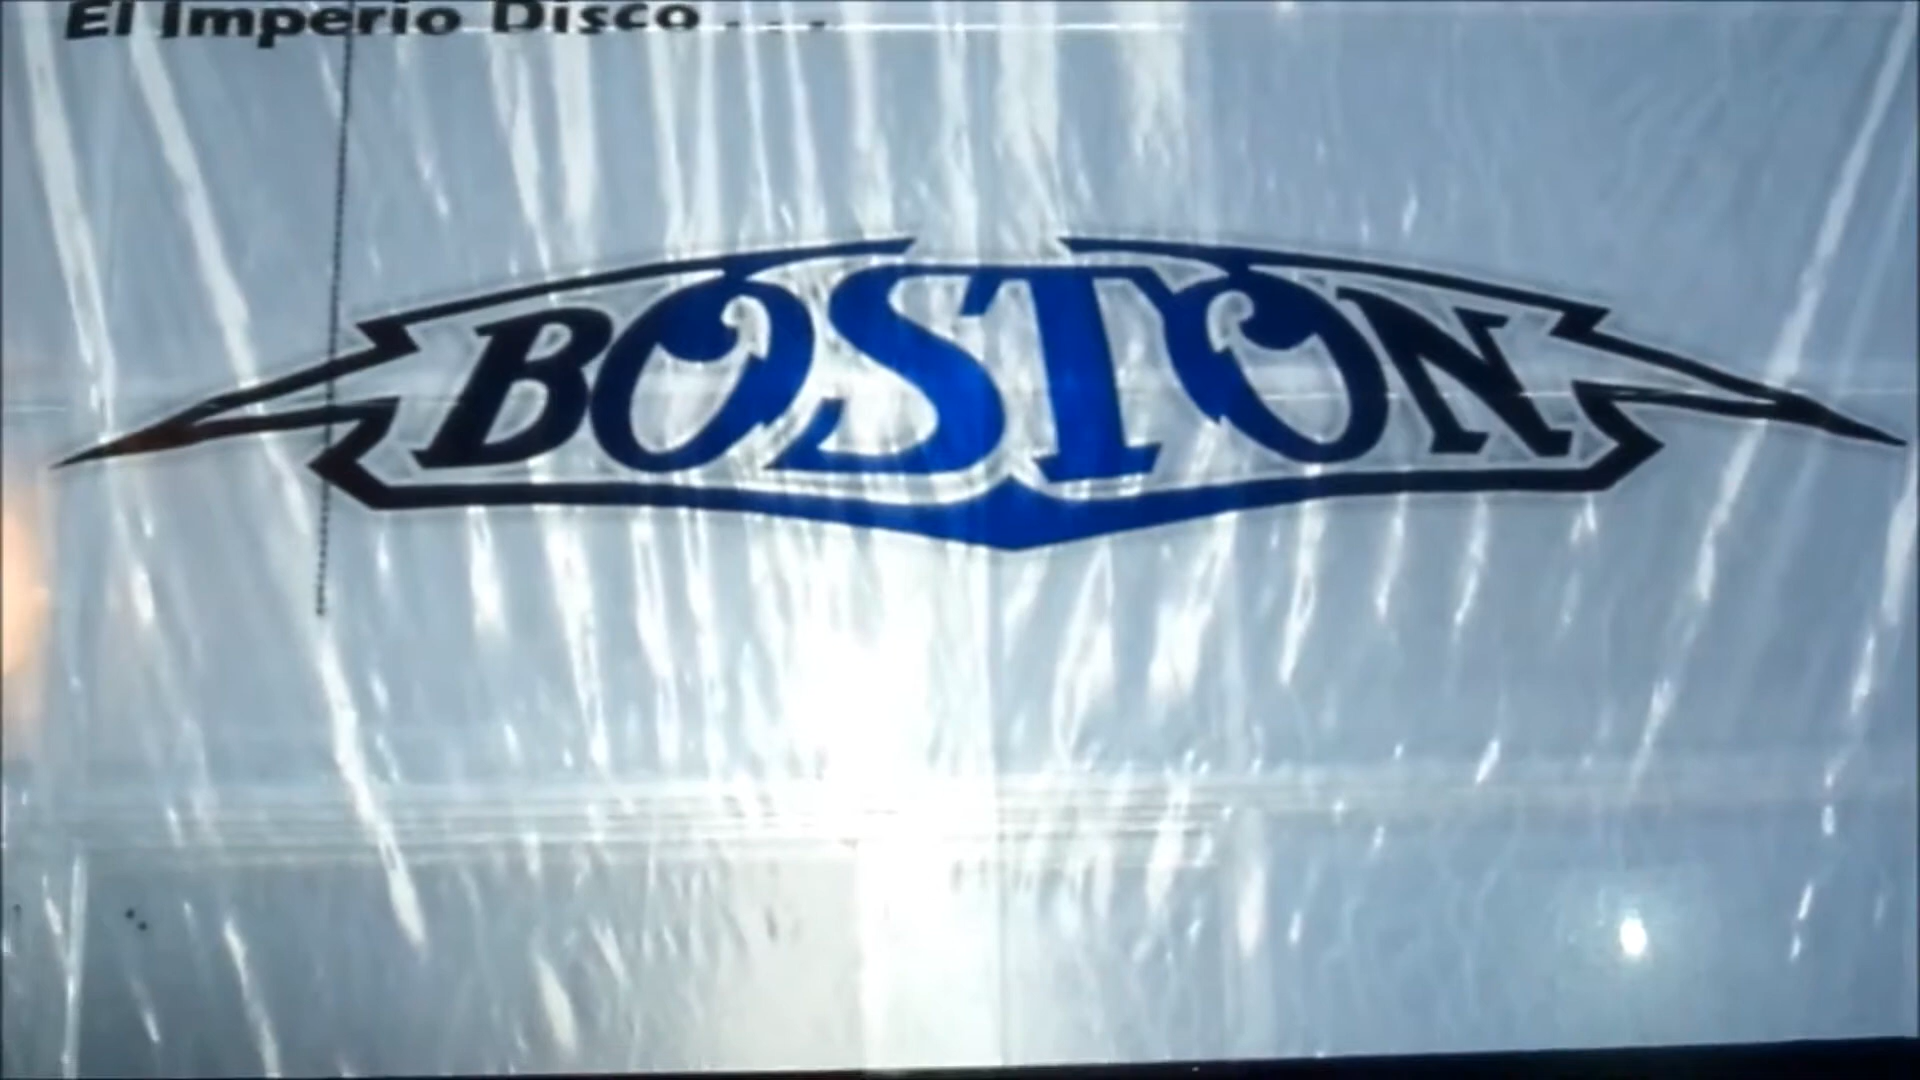 El Imperio Disco . . .
BOSTON